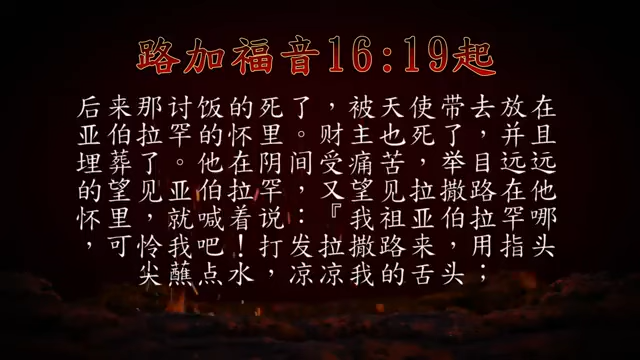 路加福音16:19起
后来那讨饭的死了，被天使带去放在
亚伯拉罕的怀里。财主也死了，并且
埋葬了。他在阴间受痛苦，举目远远
的望见亚伯拉罕，又望见拉撒路在他
怀里，就喊着说：『我祖亚伯拉罕哪
，可怜我吧！打发拉撒路来，用指头
尖蘸点水，凉凉我的舌头；